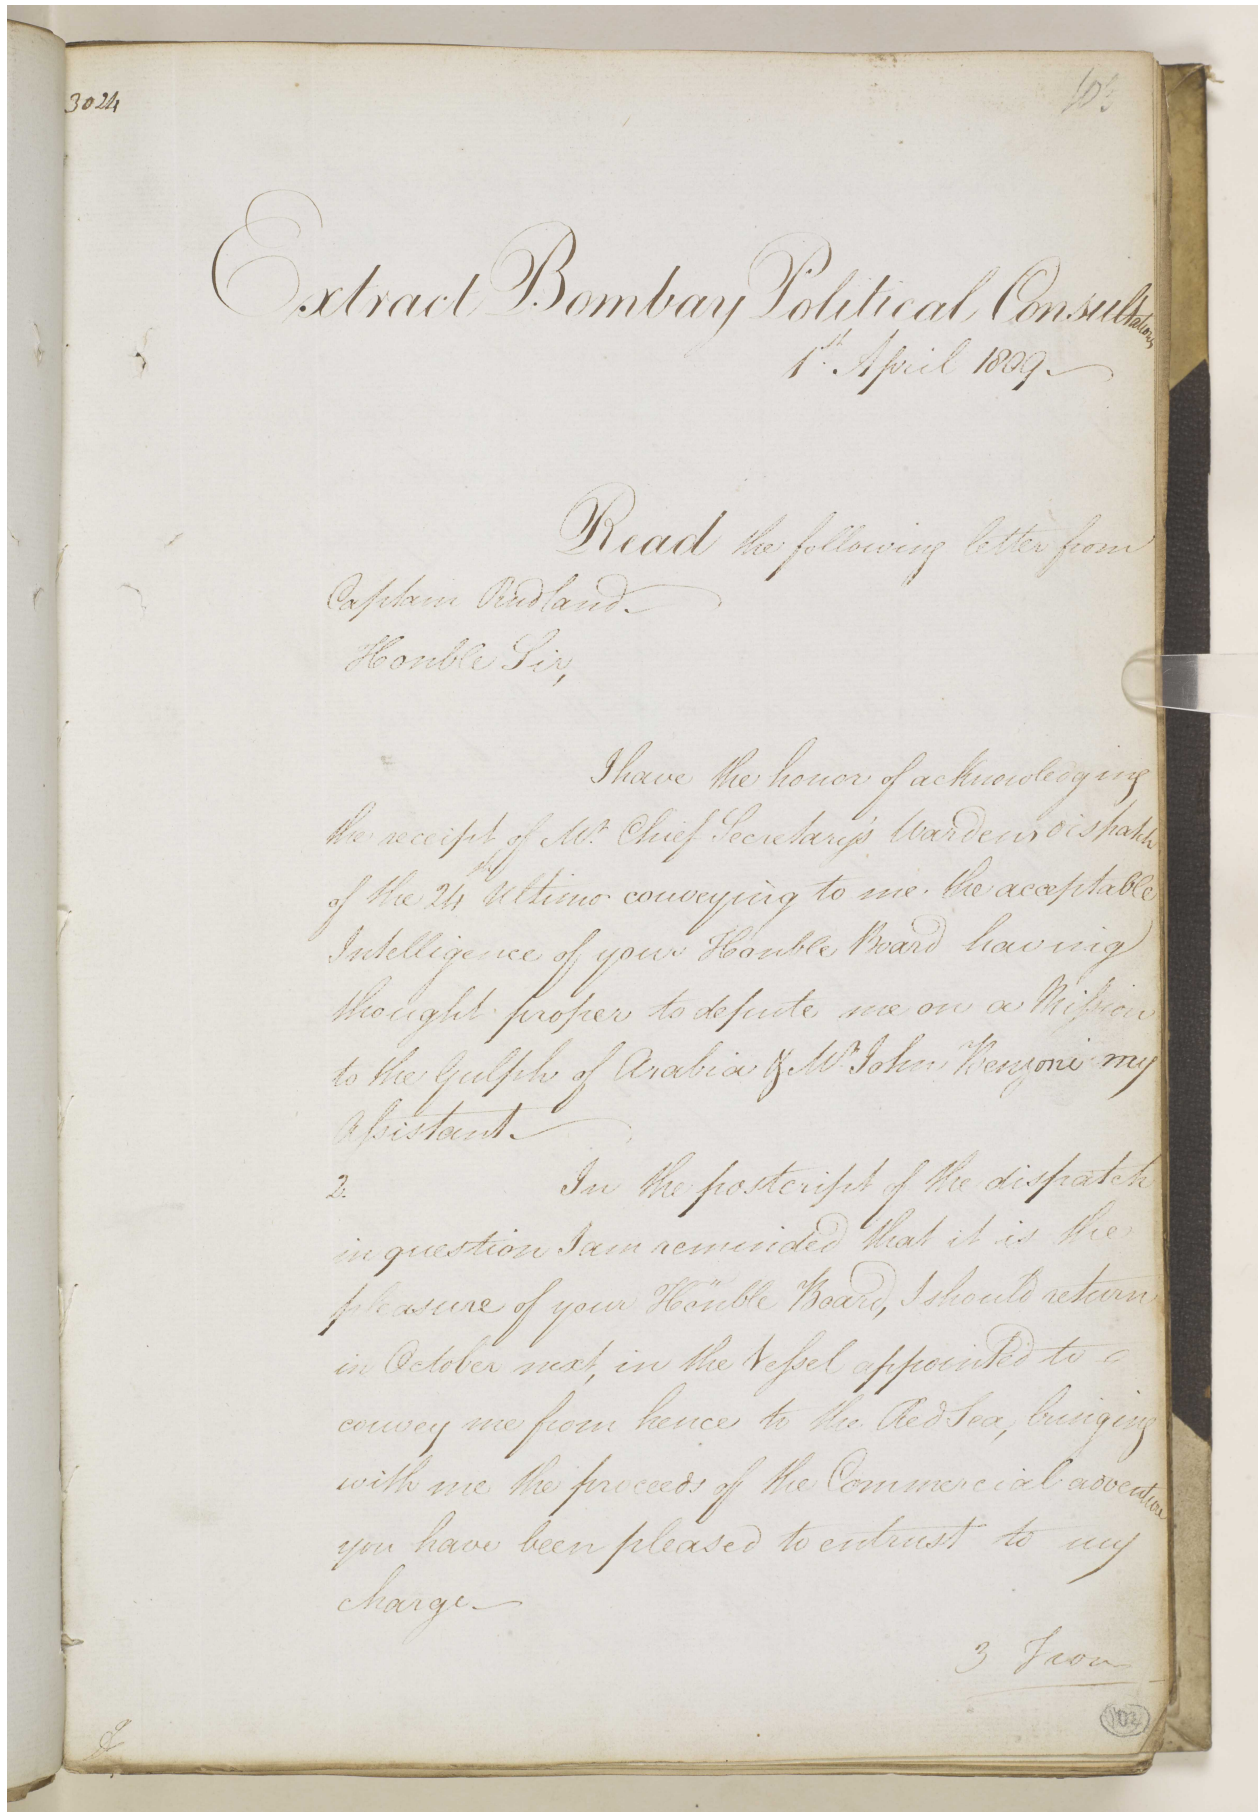 3024
103
Extract Bombay Political Consultations
1st. April 1809.
Read the following letter from
Captain Rudland.
Honble Sir,
I have the honor of acknowledging
the receipt of Mr. Chief Secretary's Wardens dispatch
of the 24th Ultimo conveying to me the acceptable
Intelligence of your Honble Board having
thought proper to depute me on a Mission
to the Gulph of Arabia & Mr. John Benzoni my
Assistant.
2. In the postcript of the dispatch
in question I am reminded that it is the
pleasure of your Honble Board, I should return
in October next, in the Vessel appointed to
convey me from hence to the Red Sea, bringing
with me the proceeds of the Commercial adventure
you have been pleased to entrust to my
charge.
3 From
103